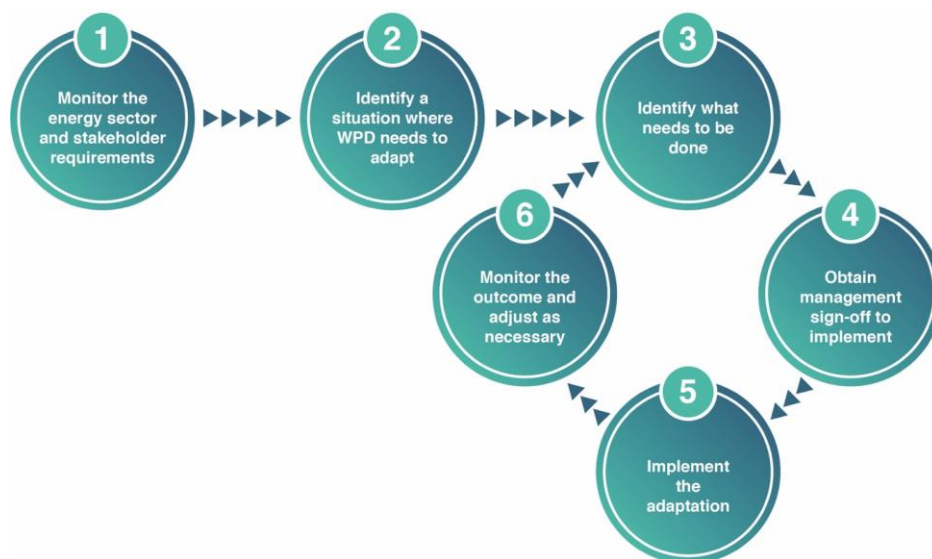 1
Monitor the
energy sector
and stakeholder
requirements
2
Identify a
situation where
WPD needs to
adapt
3
Identify what
needs to be
done
4
Obtain
management
sign-off to
implement
5
Implement
the
adaptation
6
Monitor the
outcome and
adjust as
necessary